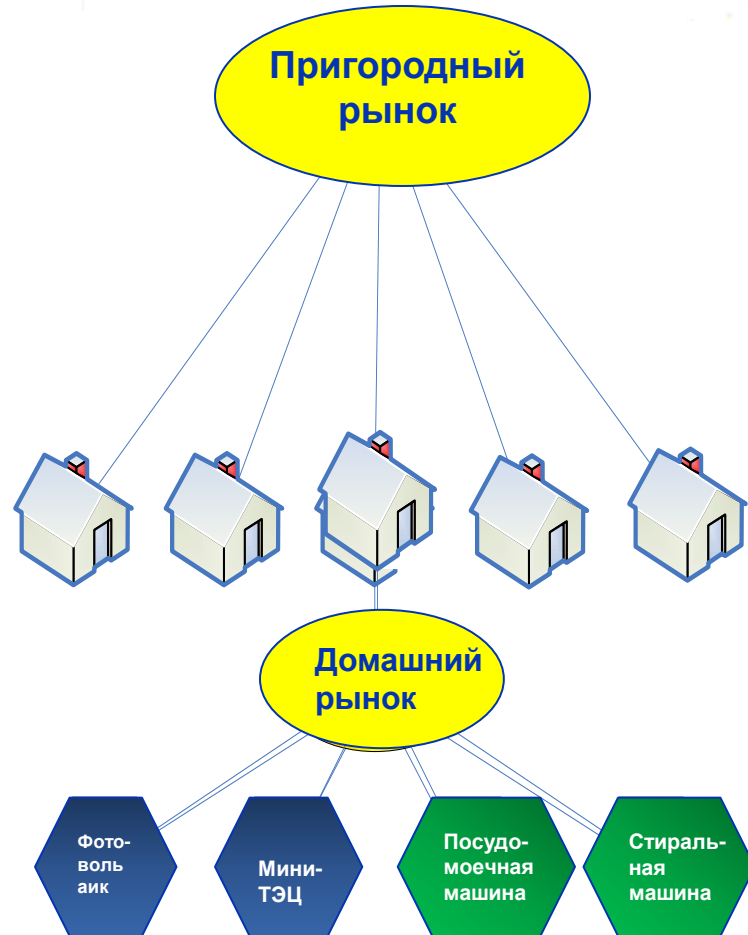 Пригородный
рынок
Домашний
рынок
Фото-
воль
аик
Мини-
ТЭЦ
Посудо-
моечная
машина
Стираль-
ная
машина